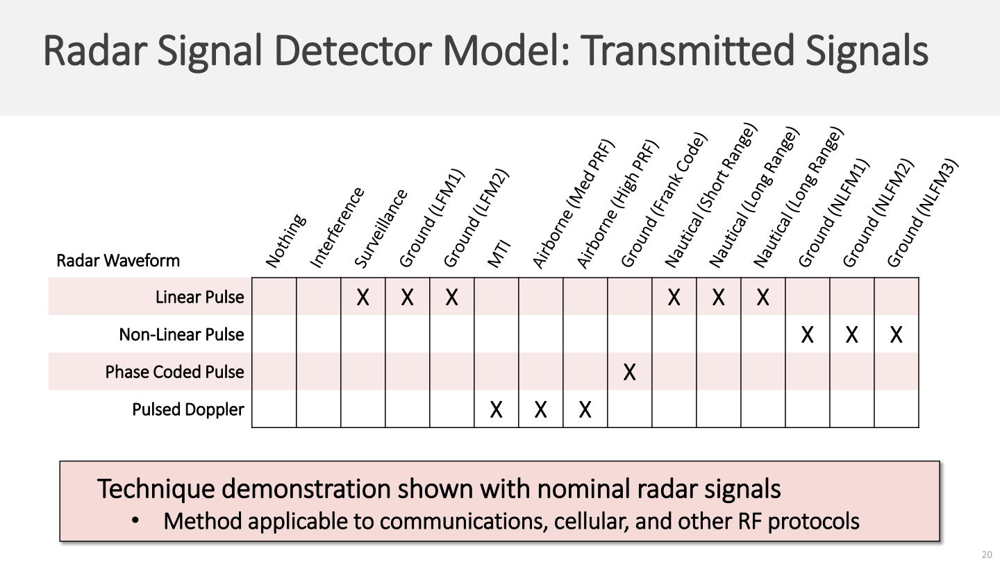 Radar Signal Detector Model: Transmitted Signals
Radar Waveform
Nothing
Interference
Surveillance
Ground (LFM1)
Ground (LFM2)
MTI
Airborne (Med PRF)
Airborne (High PRF)
Ground (Frank Code)
Nautical (Short Range)
Nautical (Long Range)
Nautical (Long Range)
Ground (NLFM1)
Ground (NLFM2)
Ground (NLFM3)
Linear Pulse X X X X X X
Non-Linear Pulse X X X
Phase Coded Pulse X
Pulsed Doppler X X X
Technique demonstration shown with nominal radar signals
• Method applicable to communications, cellular, and other RF protocols
20